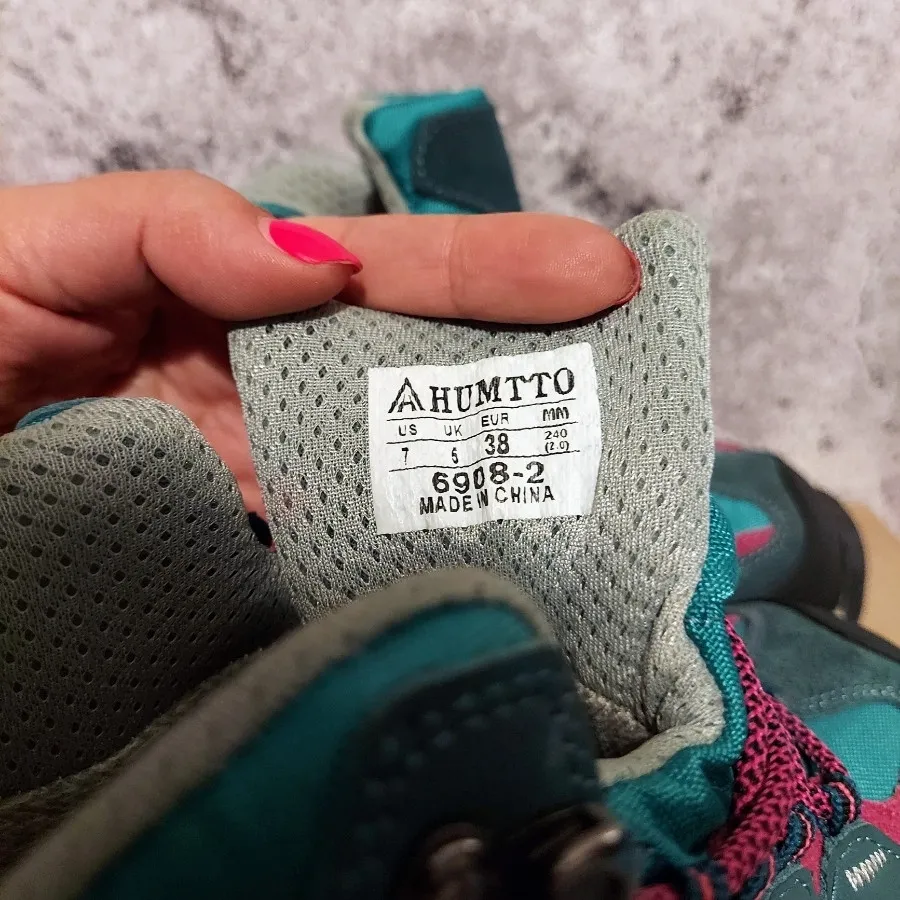 HUMTTO
US UK EUR MM
7 5 38 240 (2.0)
6908-2
MADE IN CHINA